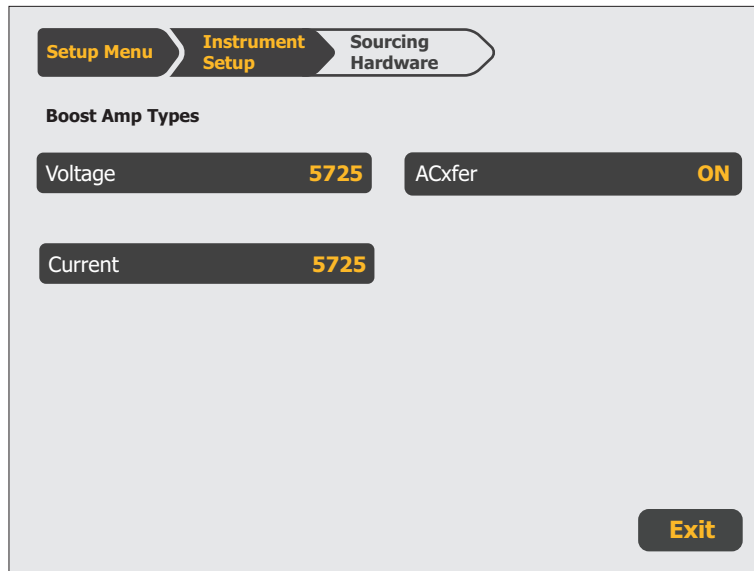 Setup Menu
Instrument
Setup
Sourcing
Hardware
Boost Amp Types
Voltage 5725
ACxfer ON
Current 5725
Exit